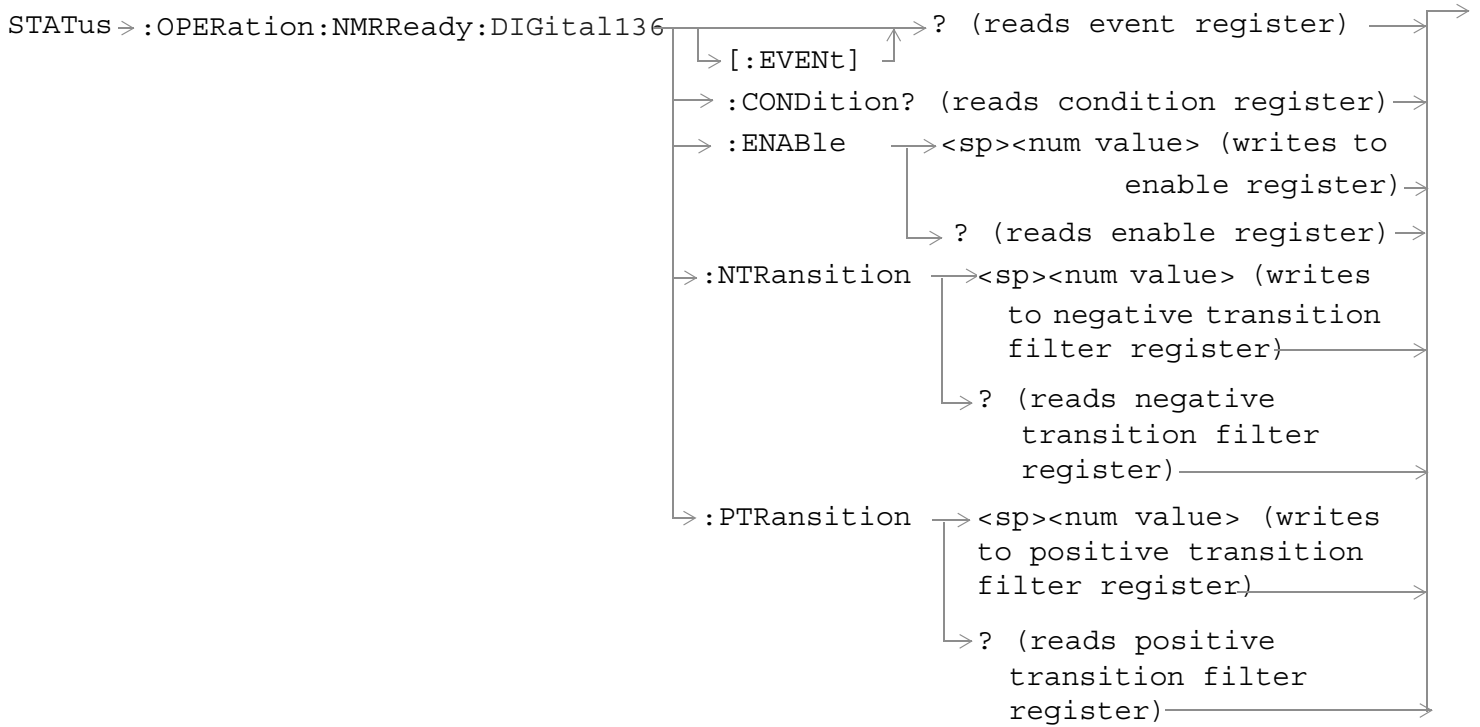 STATus :OPERation:NMRReady:DIGital136 ? (reads event register)
[:EVENt]
:CONDition? (reads condition register)
:ENABle <sp><num value> (writes to
enable register)
? (reads enable register)
:NTRansition <sp><num value> (writes
to negative transition
filter register)
? (reads negative
transition filter
register)
:PTRansition <sp><num value> (writes
to positive transition
filter register)
? (reads positive
transition filter
register)